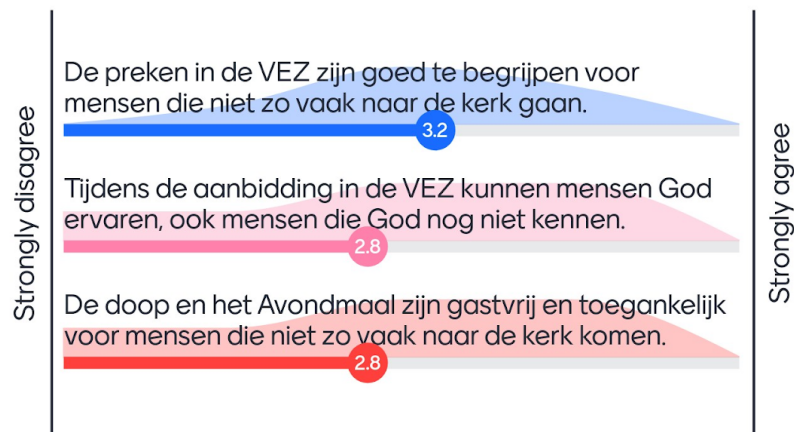 Strongly disagree
De preken in de VEZ zijn goed te begrijpen voor
mensen die niet zo vaak naar de kerk gaan.
3.2
Tijdens de aanbidding in de VEZ kunnen mensen God
ervaren, ook mensen die God nog niet kennen.
2.8
De doop en het Avondmaal zijn gastvrij en toegankelijk
voor mensen die niet zo vaak naar de kerk komen.
2.8
Strongly agree